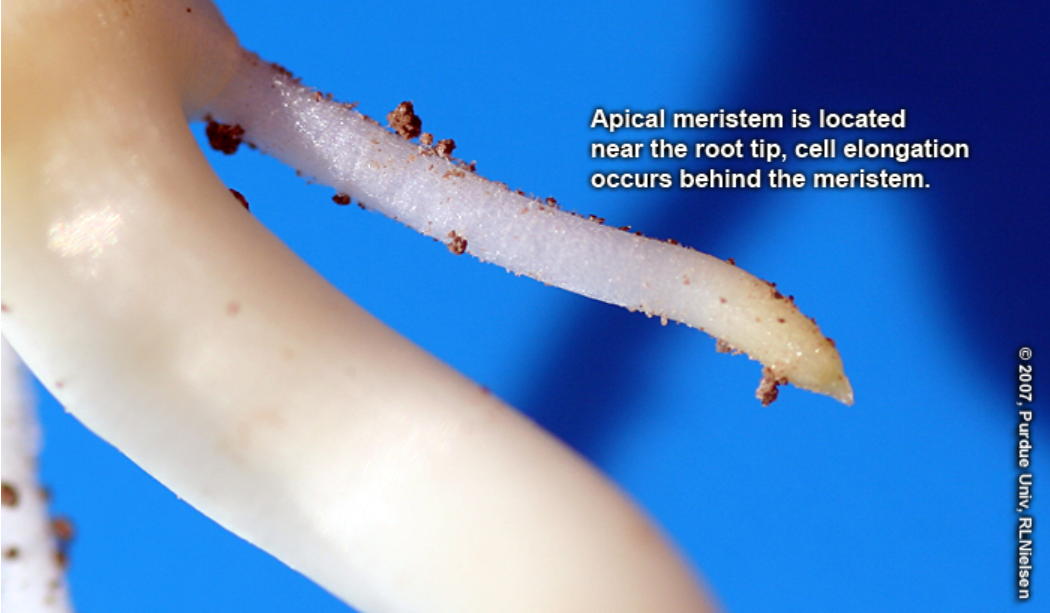 Apical meristem is located
near the root tip, cell elongation
occurs behind the meristem.
© 2007, Purdue Univ, RLNielsen